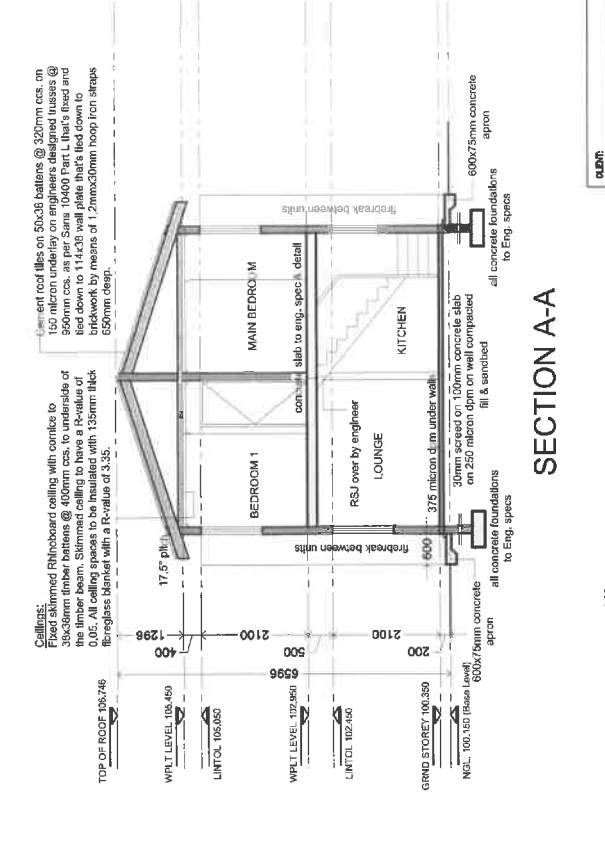 Ceilings:
Fixed skimmed Rhinoboard ceiling with cornice to
38x38mm timber battens @ 400mm ccs. to underside of
the timber beam. Skimmed ceiling to have a R-value of
0,05. All ceiling spaces to be insulated with 135mm thick
fibreglass blanket with a R-value of 3.35.
Cement roof tiles on 50x36 battens @ 320mm ccs. on
150 micron underlay on engineers designed trusses @
950mm ccs. as per Sans 10400 Part L that's fixed and
tied down to 114x38 wall plate that's tied down to
brickwork by means of 1,2mmx30mm hoop iron straps
650mm deep.
17,5° pitch
TOP OF ROOF 106.746
WPLT LEVEL 105.450
LINTOL 105.050
WPLT LEVEL 102.950
LINTOL 102.450
GRND STOREY 100.350
NGL. 100.150 (Base Level)
6596
1296
400
2100
500
2100
200
600
BEDROOM 1
MAIN BEDROOM
concrete slab to eng. spec & detail
RSJ over by engineer
LOUNGE
KITCHEN
firebreak between units
firebreak between units
375 micron dpm under walls
30mm screed on 100mm concrete slab
on 250 micron dpm on well compacted
fill & sandbed
600x75mm concrete
apron
all concrete foundations
to Eng. specs
600x75mm concrete
apron
all concrete foundations
to Eng. specs
SECTION A-A
CLIENT: